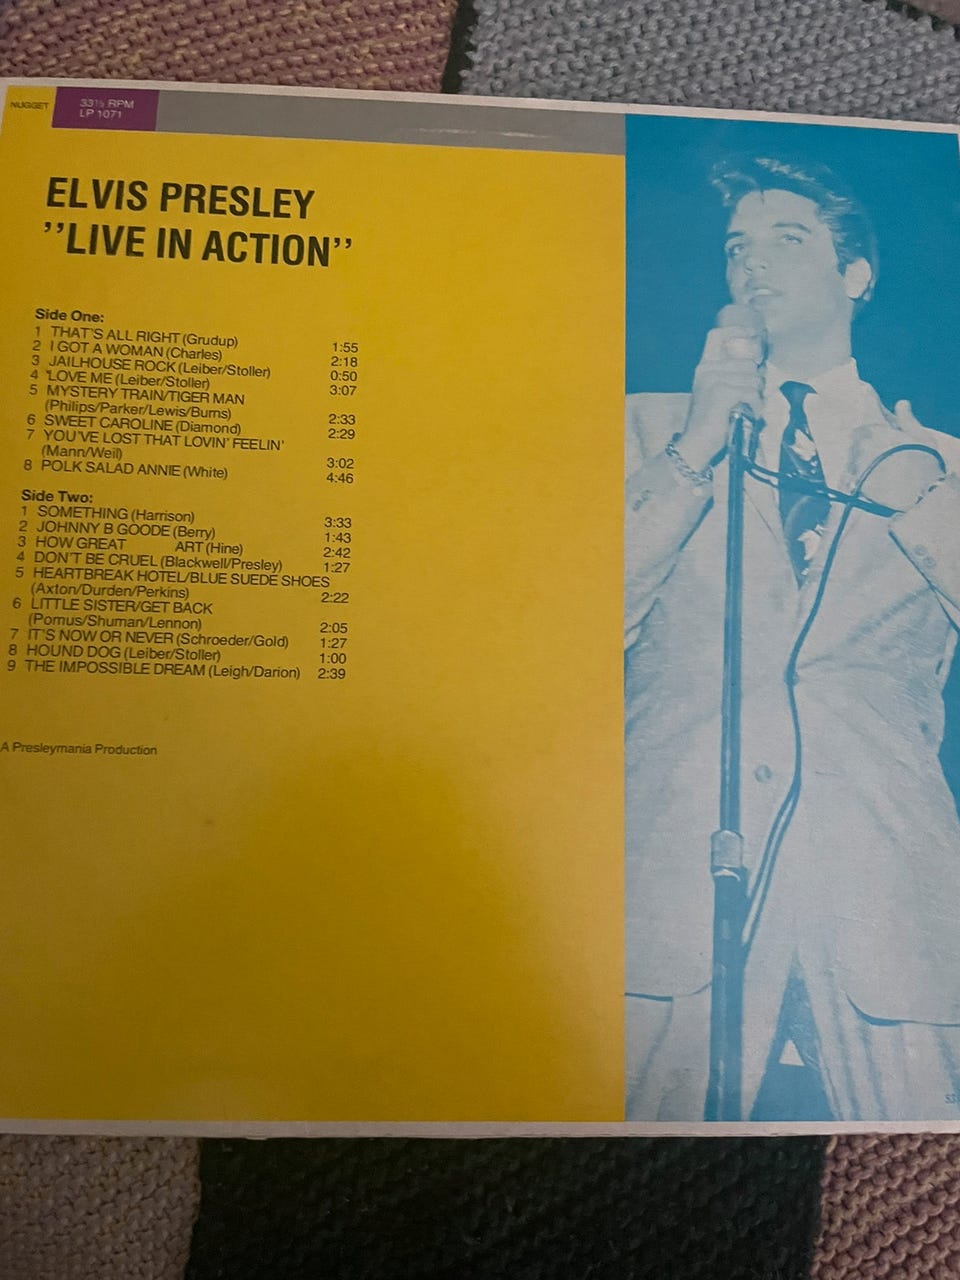 NUGGET
33⅓ RPM
LP 1071
ELVIS PRESLEY
"LIVE IN ACTION"
Side One:
1 THAT'S ALL RIGHT (Grudup) 1:55
2 I GOT A WOMAN (Charles) 2:18
3 JAILHOUSE ROCK (Leiber/Stoller) 0:50
4 'LOVE ME (Leiber/Stoller) 3:07
5 MYSTERY TRAIN/TIGER MAN
(Philips/Parker/Lewis/Burns) 2:33
6 SWEET CAROLINE (Diamond) 2:29
7 YOU'VE LOST THAT LOVIN' FEELIN'
(Mann/Weil) 3:02
8 POLK SALAD ANNIE (White) 4:46
Side Two:
1 SOMETHING (Harrison) 3:33
2 JOHNNY B GOODE (Berry) 1:43
3 HOW GREAT ART (Hine) 2:42
4 DON'T BE CRUEL (Blackwell/Presley) 1:27
5 HEARTBREAK HOTEL/BLUE SUEDE SHOES
(Axton/Durden/Perkins) 2:22
6 LITTLE SISTER/GET BACK
(Pomus/Shuman/Lennon) 2:05
7 IT'S NOW OR NEVER (Schroeder/Gold) 1:27
8 HOUND DOG (Leiber/Stoller) 1:00
9 THE IMPOSSIBLE DREAM (Leigh/Darion) 2:39
A Presleymania Production